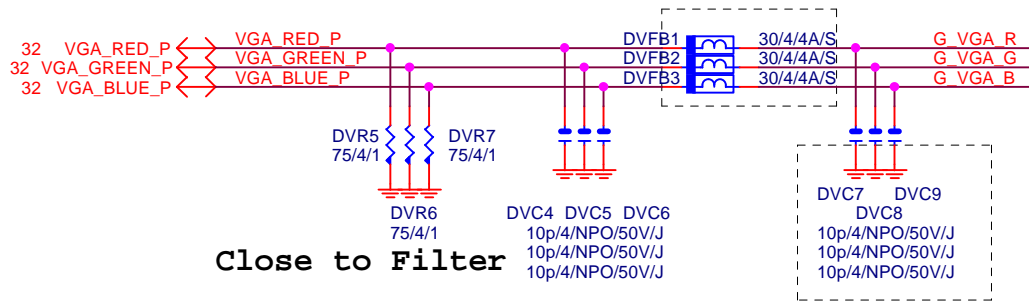 32 VGA_RED_P VGA_RED_P DVFB1 30/4/4A/S G_VGA_R
32 VGA_GREEN_P VGA_GREEN_P DVFB2 30/4/4A/S G_VGA_G
32 VGA_BLUE_P VGA_BLUE_P DVFB3 30/4/4A/S G_VGA_B
DVR5 DVR7
75/4/1 75/4/1
DVC7 DVC9
DVR6 DVC4 DVC5 DVC6 DVC8
75/4/1 10p/4/NPO/50V/J 10p/4/NPO/50V/J
10p/4/NPO/50V/J 10p/4/NPO/50V/J
Close to Filter 10p/4/NPO/50V/J 10p/4/NPO/50V/J